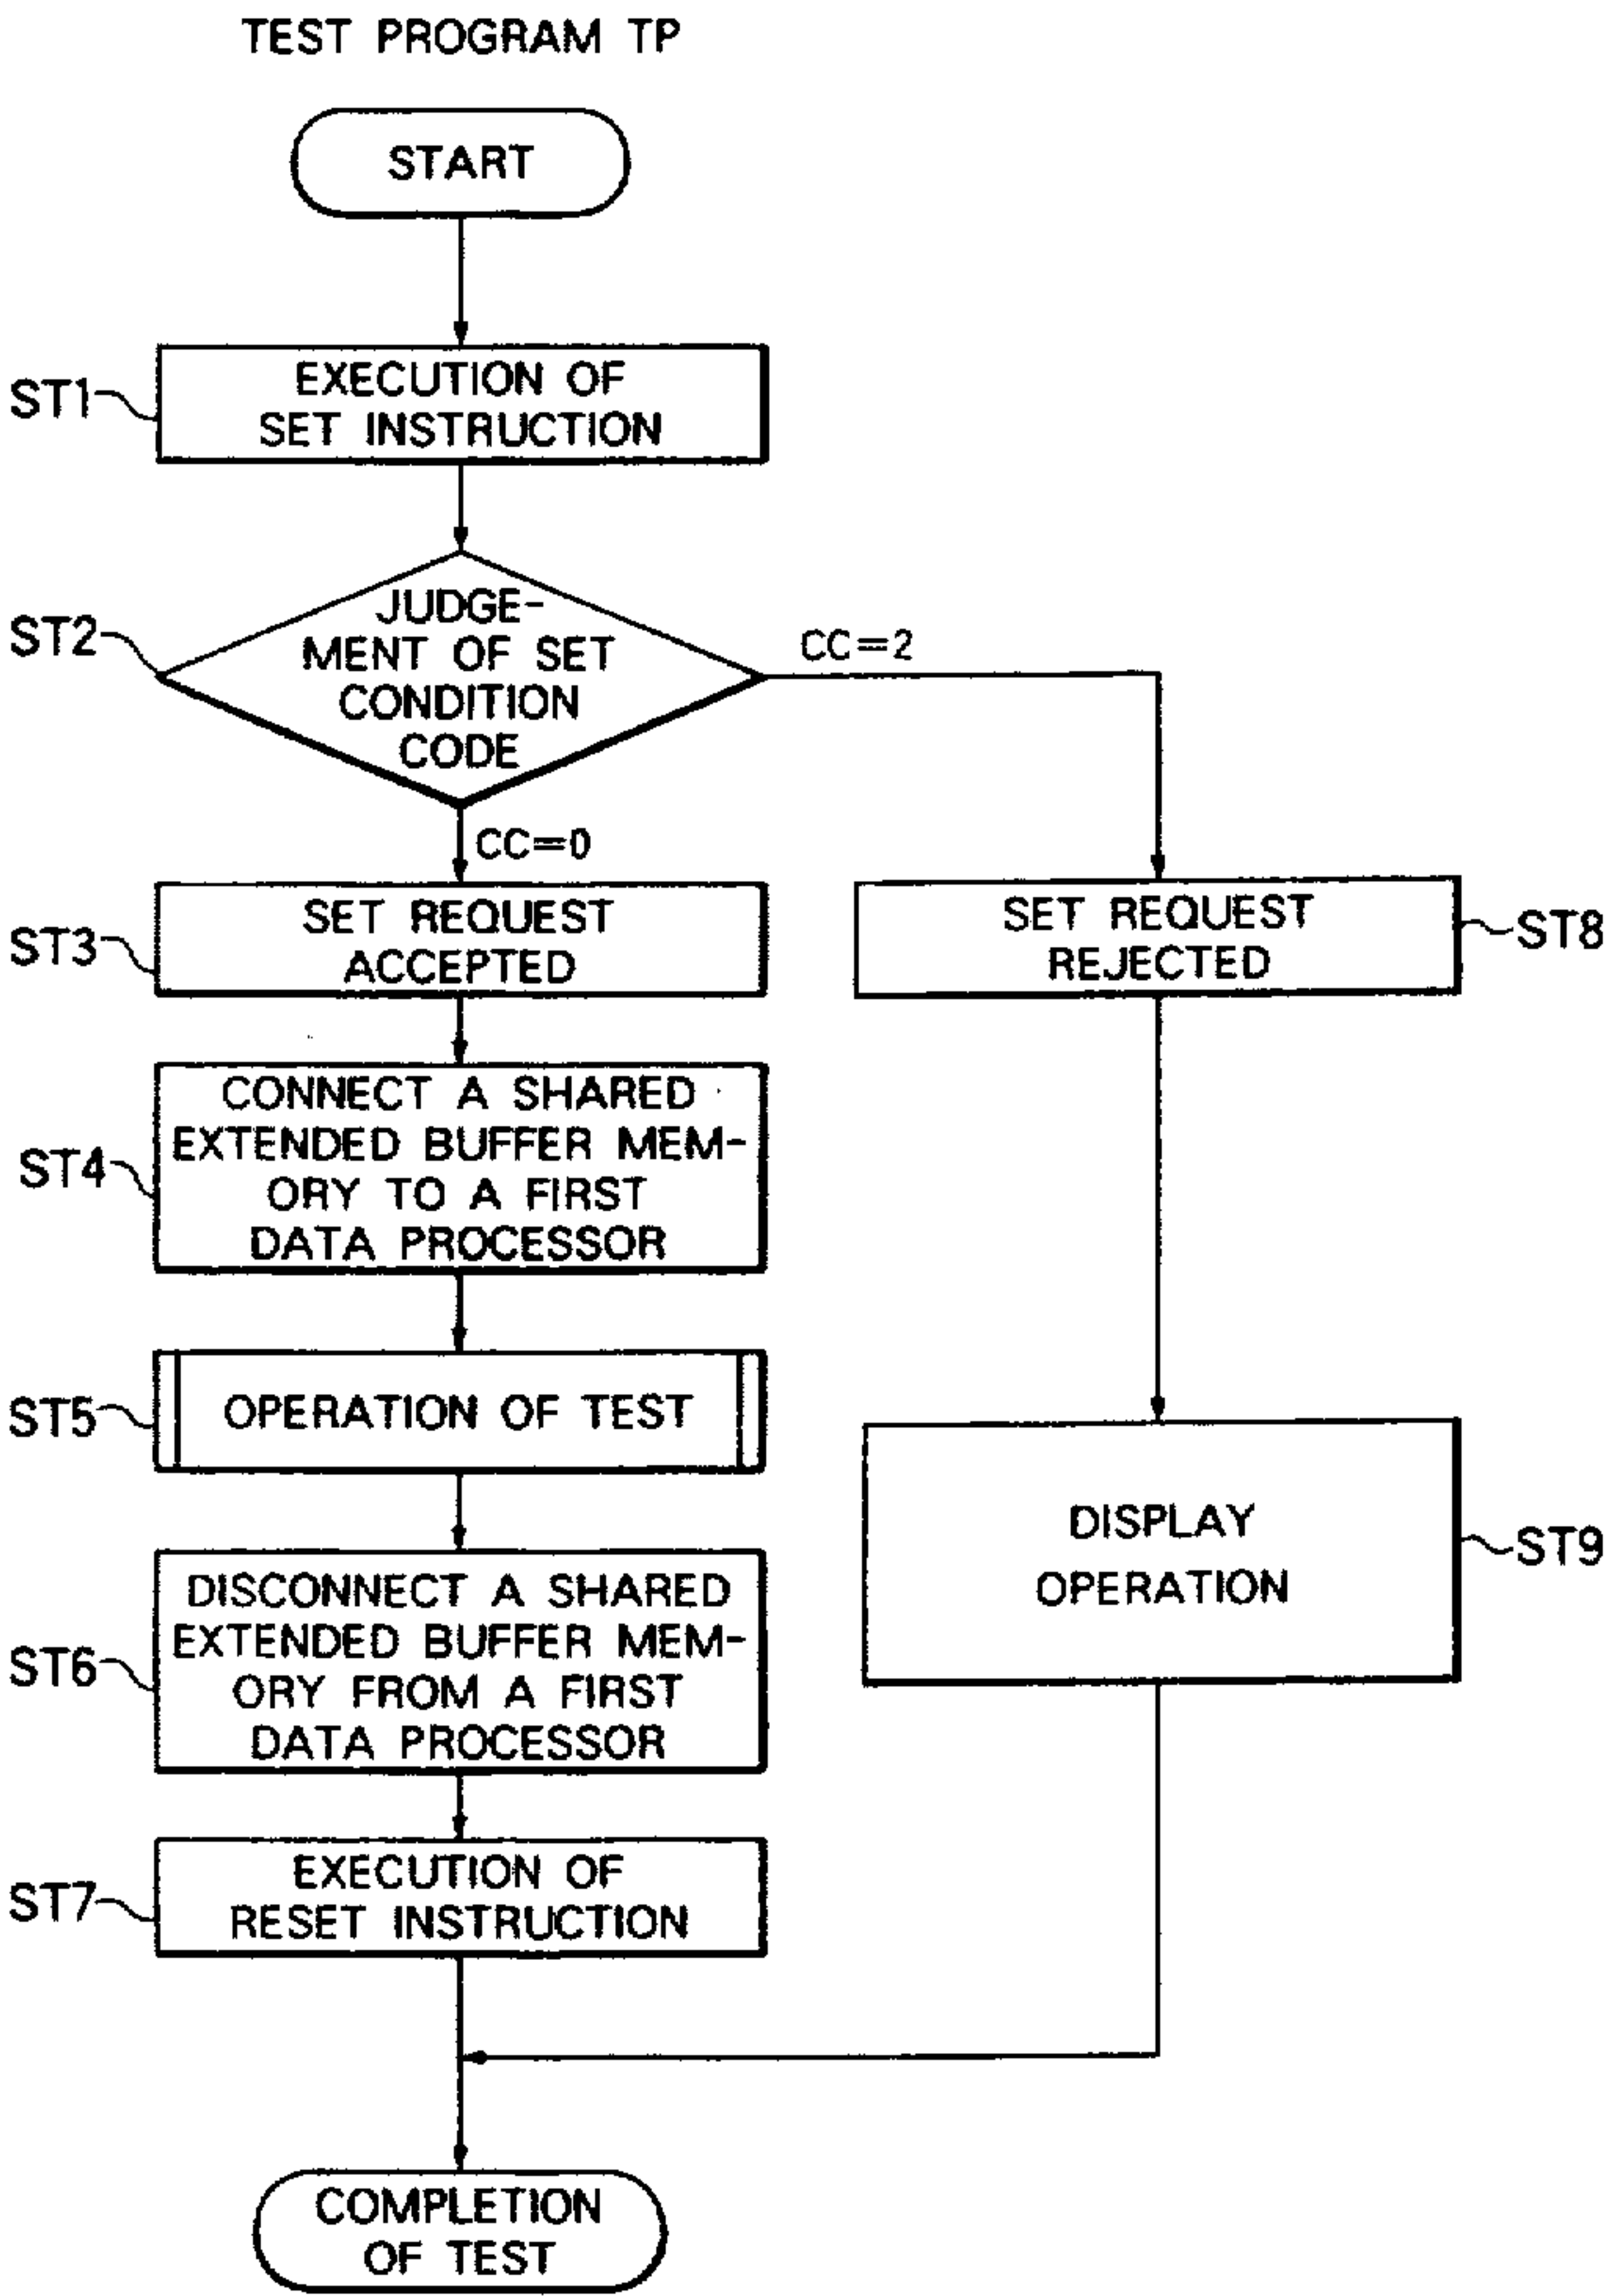 TEST PROGRAM TP
START
ST1
EXECUTION OF
SET INSTRUCTION
ST2
JUDGE-
MENT OF SET
CONDITION
CODE
CC=2
CC=0
ST3
SET REQUEST
ACCEPTED
SET REQUEST
REJECTED
ST8
ST4
CONNECT A SHARED
EXTENDED BUFFER MEM-
ORY TO A FIRST
DATA PROCESSOR
ST5
OPERATION OF TEST
DISPLAY
OPERATION
ST9
ST6
DISCONNECT A SHARED
EXTENDED BUFFER MEM-
ORY FROM A FIRST
DATA PROCESSOR
ST7
EXECUTION OF
RESET INSTRUCTION
COMPLETION
OF TEST